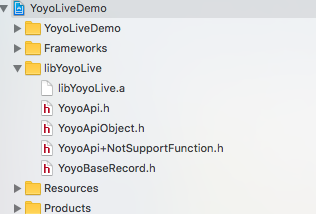 YoyoLiveDemo
YoyoLiveDemo
Frameworks
libYoyoLive
libYoyoLive.a
h YoyoApi.h
h YoyoApiObject.h
h YoyoApi+NotSupportFunction.h
h YoyoBaseRecord.h
Resources
Products